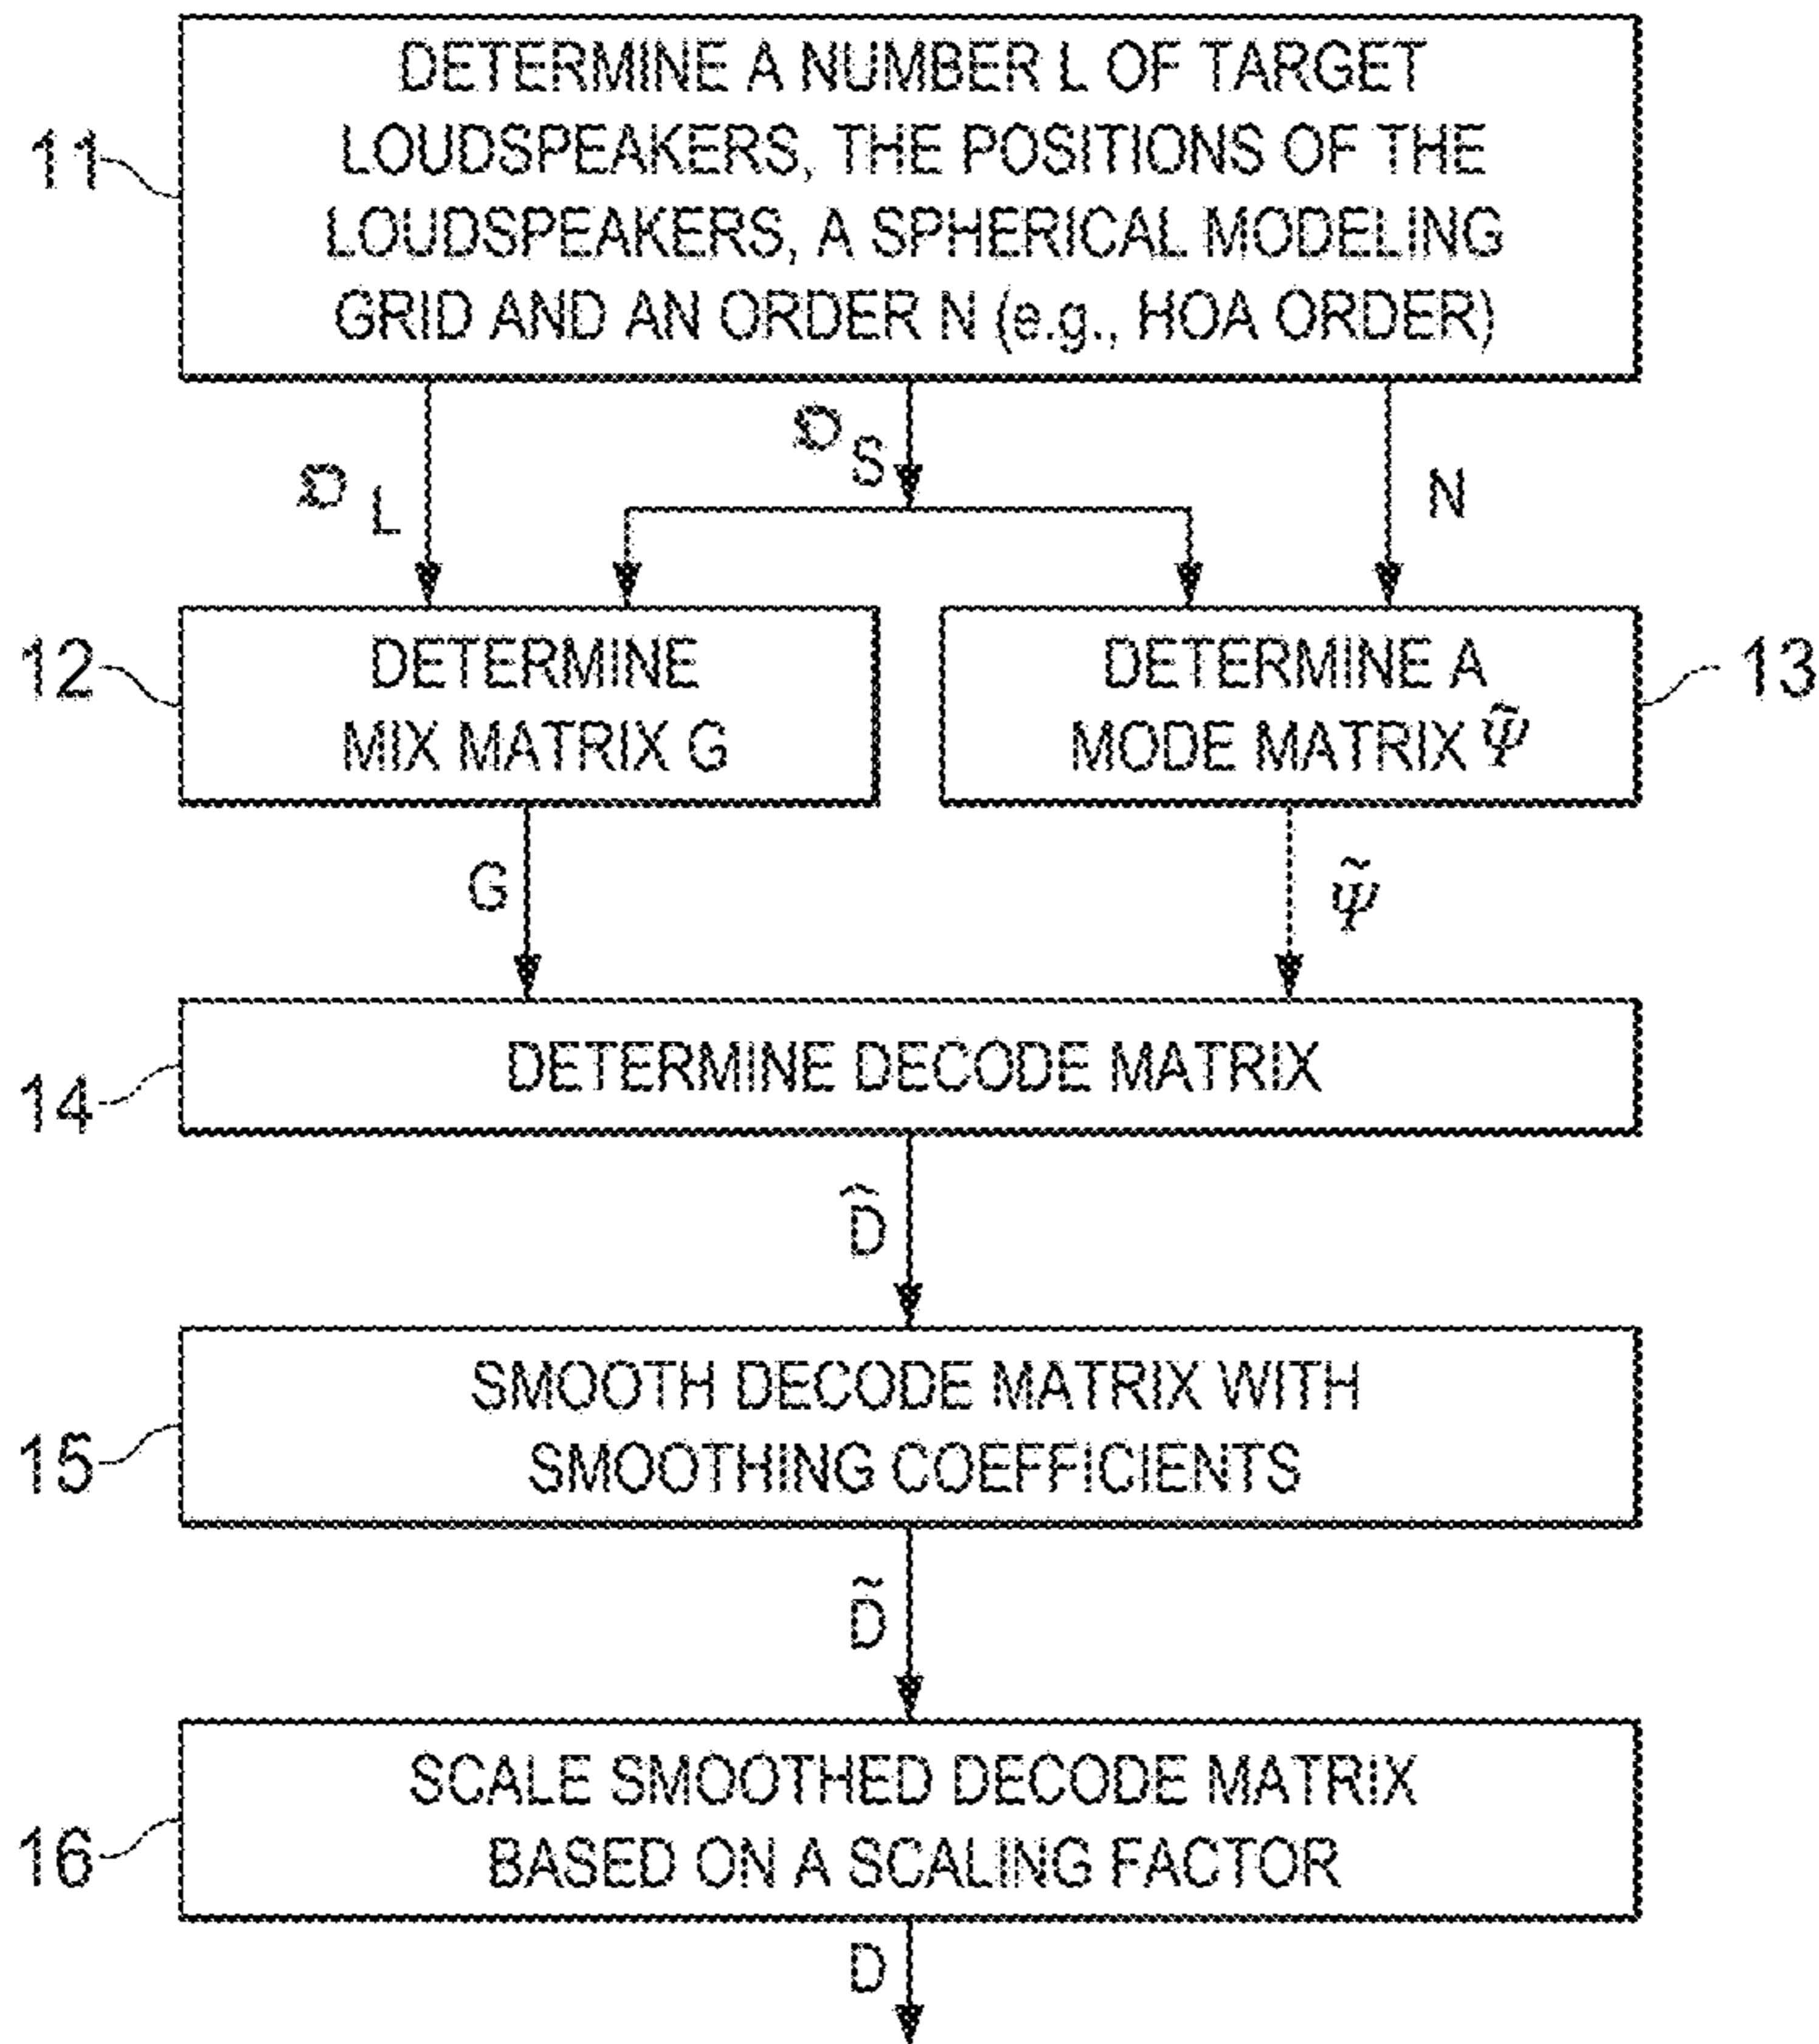 DETERMINE A NUMBER L OF TARGET
LOUDSPEAKERS, THE POSITIONS OF THE
LOUDSPEAKERS, A SPHERICAL MODELING
GRID AND AN ORDER N (e.g., HOA ORDER)
11
𝔇 S
𝔇 L
N
12
DETERMINE
MIX MATRIX G
DETERMINE A
MODE MATRIX Ψ̃
13
G
Ψ̃
14
DETERMINE DECODE MATRIX
D̂
15
SMOOTH DECODE MATRIX WITH
SMOOTHING COEFFICIENTS
D̃
16
SCALE SMOOTHED DECODE MATRIX
BASED ON A SCALING FACTOR
D